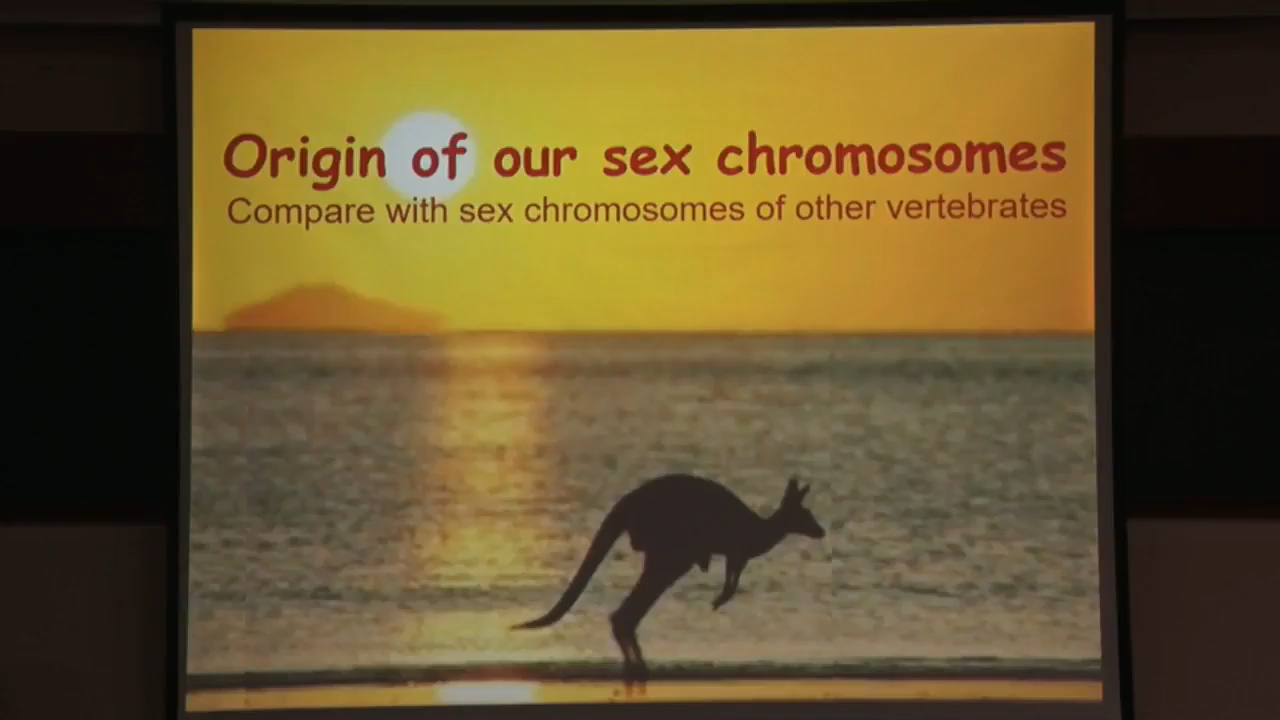 Origin of our sex chromosomes
Compare with sex chromosomes of other vertebrates